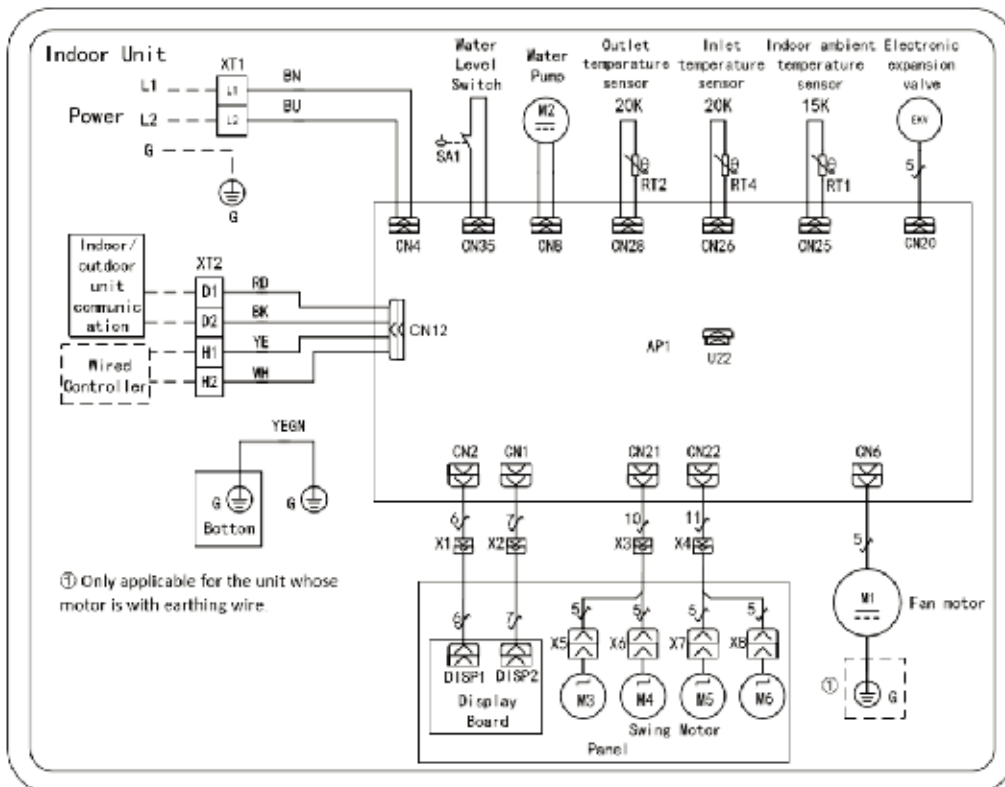 Indoor Unit
Power
L1
L2
G
XT1
L1
L2
BN
BU
G
Water
Level
Switch
SA1
Water
Pump
M2
Outlet
temperature
sensor
20K
RT2
Inlet
temperature
sensor
20K
RT4
Indoor ambient
temperature
sensor
15K
RT1
Electronic
expansion
valve
EKV
5
CN4
CN35
CN8
CN28
CN26
CN25
CN20
Indoor/
outdoor
unit
communic
ation
Wired
Controller
XT2
D1
D2
H1
H2
RD
BK
YE
WH
CN12
AP1
U22
YEGN
G
Bottom
G
① Only applicable for the unit whose
motor is with earthing wire.
CN2
CN1
CN21
CN22
CN6
6
7
10
11
5
X1
X2
X3
X4
6
7
5
5
5
5
X5
X6
X7
X8
DISP1
DISP2
Display
Board
M3
M4
M5
M6
Swing Motor
Panel
M1
Fan motor
①
G